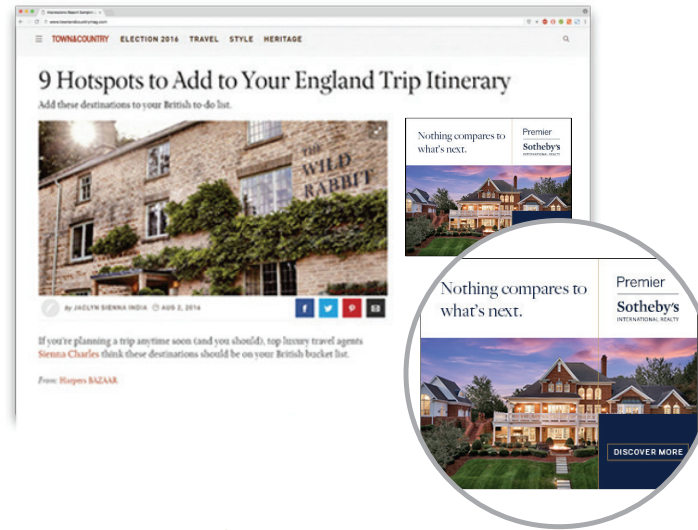 www.townandcountrymag.com
TOWN&COUNTRY ELECTION 2016 TRAVEL STYLE HERITAGE
9 Hotspots to Add to Your England Trip Itinerary
Add these destinations to your British to-do list.
THE
WILD
RABBIT
By JACLYN SIENNA INDIA AUG 2, 2016
If you're planning a trip anytime soon (and you should), top luxury travel agents
Sienna Charles think these destinations should be on your British bucket list.
From: Harpers BAZAAR
Nothing compares to
what's next.
Premier
Sotheby's
INTERNATIONAL REALTY
Nothing compares to
what's next.
Premier
Sotheby's
INTERNATIONAL REALTY
DISCOVER MORE